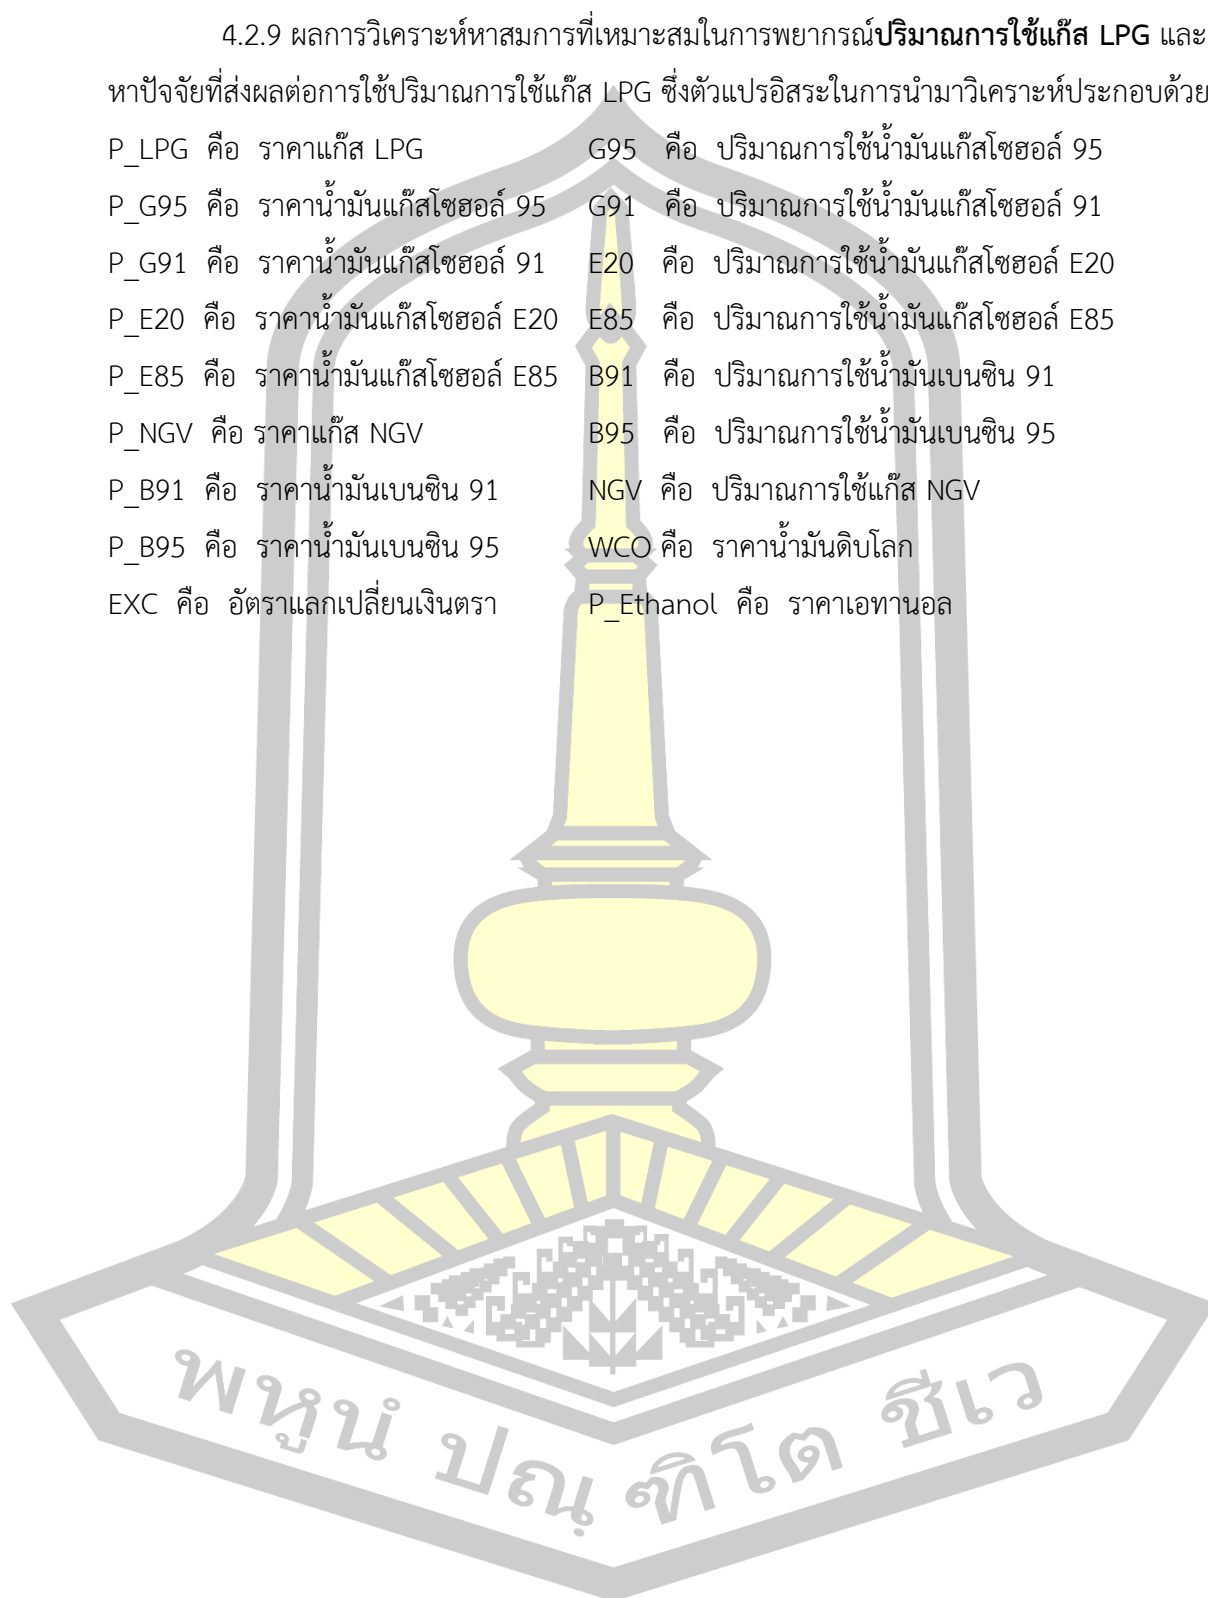 4.2.9 ผลการวิเคราะห์หาสมการที่เหมาะสมในการพยากรณ์ปริมาณการใช้แก๊ส LPG และ
หาปัจจัยที่ส่งผลต่อการใช้ปริมาณการใช้แก๊ส LPG ซึ่งตัวแปรอิสระในการนำมาวิเคราะห์ประกอบด้วย
P_LPG คือ ราคาแก๊ส LPG G95 คือ ปริมาณการใช้น้ำมันแก๊สโซฮอล์ 95
P_G95 คือ ราคาน้ำมันแก๊สโซฮอล์ 95 G91 คือ ปริมาณการใช้น้ำมันแก๊สโซฮอล์ 91
P_G91 คือ ราคาน้ำมันแก๊สโซฮอล์ 91 E20 คือ ปริมาณการใช้น้ำมันแก๊สโซฮอล์ E20
P_E20 คือ ราคาน้ำมันแก๊สโซฮอล์ E20 E85 คือ ปริมาณการใช้น้ำมันแก๊สโซฮอล์ E85
P_E85 คือ ราคาน้ำมันแก๊สโซฮอล์ E85 B91 คือ ปริมาณการใช้น้ำมันเบนซิน 91
P_NGV คือ ราคาแก๊ส NGV B95 คือ ปริมาณการใช้น้ำมันเบนซิน 95
P_B91 คือ ราคาน้ำมันเบนซิน 91 NGV คือ ปริมาณการใช้แก๊ส NGV
P_B95 คือ ราคาน้ำมันเบนซิน 95 WCO คือ ราคาน้ำมันดิบโลก
EXC คือ อัตราแลกเปลี่ยนเงินตรา P_Ethanol คือ ราคาเอทานอล
พหูนํ ปณฺฑิโต ชีเว